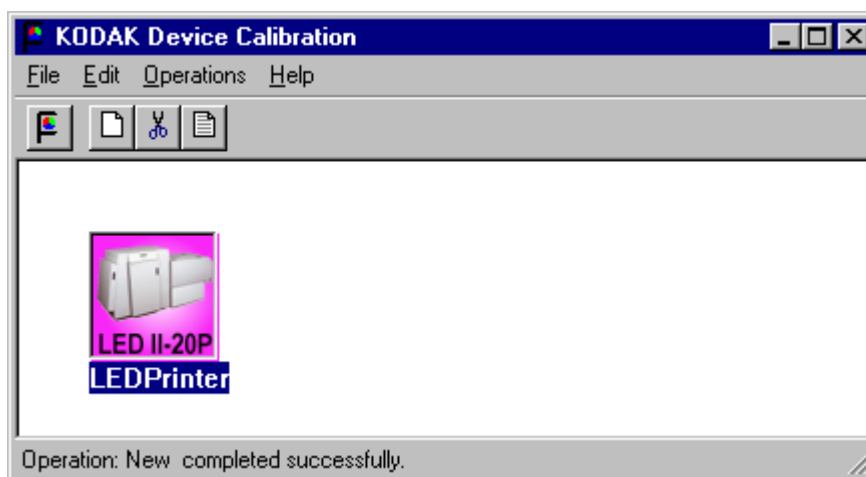 KODAK Device Calibration
File Edit Operations Help
LED II-20P
LEDPrinter
Operation: New  completed successfully.